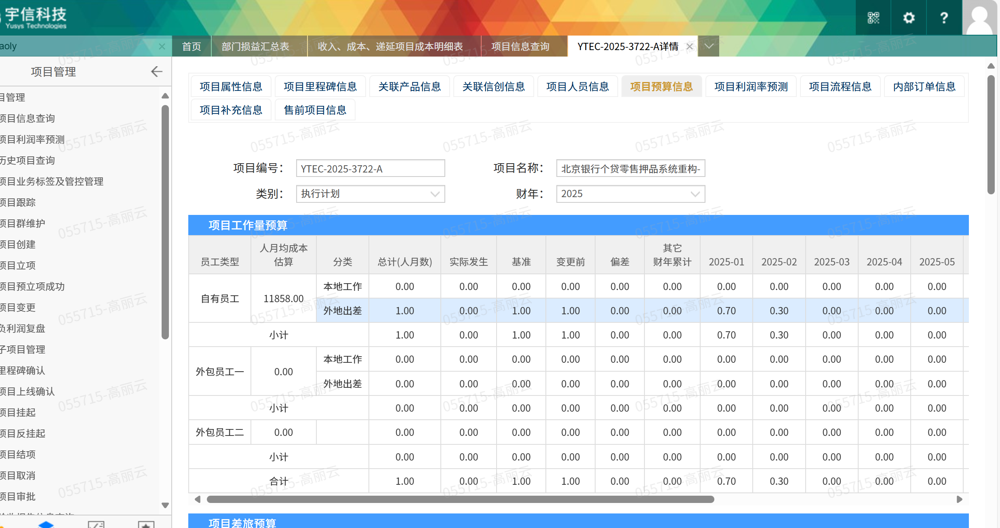 宇信科技
Yusys Technologies
aoly
首页
部门损益汇总表
收入、成本、递延项目成本明细表
项目信息查询
YTEC-2025-3722-A详情
项目管理
目管理
项目信息查询
项目利润率预测
历史项目查询
项目业务标签及管控管理
项目跟踪
项目群维护
项目创建
项目立项
项目预立项成功
项目变更
负利润复盘
子项目管理
里程碑确认
项目上线确认
项目挂起
项目反挂起
项目结项
项目取消
项目审批
项目属性信息 项目里程碑信息 关联产品信息 关联信创信息 项目人员信息 项目预算信息 项目利润率预测 项目流程信息 内部订单信息
项目补充信息 售前项目信息
项目编号： YTEC-2025-3722-A 项目名称： 北京银行个贷零售押品系统重构-
类别： 执行计划 财年： 2025
项目工作量预算
员工类型 人月均成本估算 分类 总计(人月数) 实际发生 基准 变更前 偏差 其它财年累计 2025-01 2025-02 2025-03 2025-04 2025-05
自有员工 11858.00 本地工作 0.00 0.00 0.00 0.00 0.00 0.00 0.00 0.00 0.00 0.00 0.00
外地出差 1.00 0.00 1.00 1.00 0.00 0.00 0.70 0.30 0.00 0.00 0.00
小计 1.00 0.00 1.00 1.00 0.00 0.00 0.70 0.30 0.00 0.00 0.00
外包员工一 0.00 本地工作 0.00 0.00 0.00 0.00 0.00 0.00 0.00 0.00 0.00 0.00 0.00
外地出差 0.00 0.00 0.00 0.00 0.00 0.00 0.00 0.00 0.00 0.00 0.00
小计 0.00 0.00 0.00 0.00 0.00 0.00 0.00 0.00 0.00 0.00 0.00
外包员工二 0.00 0.00 0.00 0.00 0.00 0.00 0.00 0.00 0.00 0.00 0.00 0.00
小计 0.00 0.00 0.00 0.00 0.00 0.00 0.00 0.00 0.00 0.00 0.00
合计 1.00 0.00 1.00 1.00 0.00 0.00 0.70 0.30 0.00 0.00 0.00
项目差旅预算
055715-高丽云